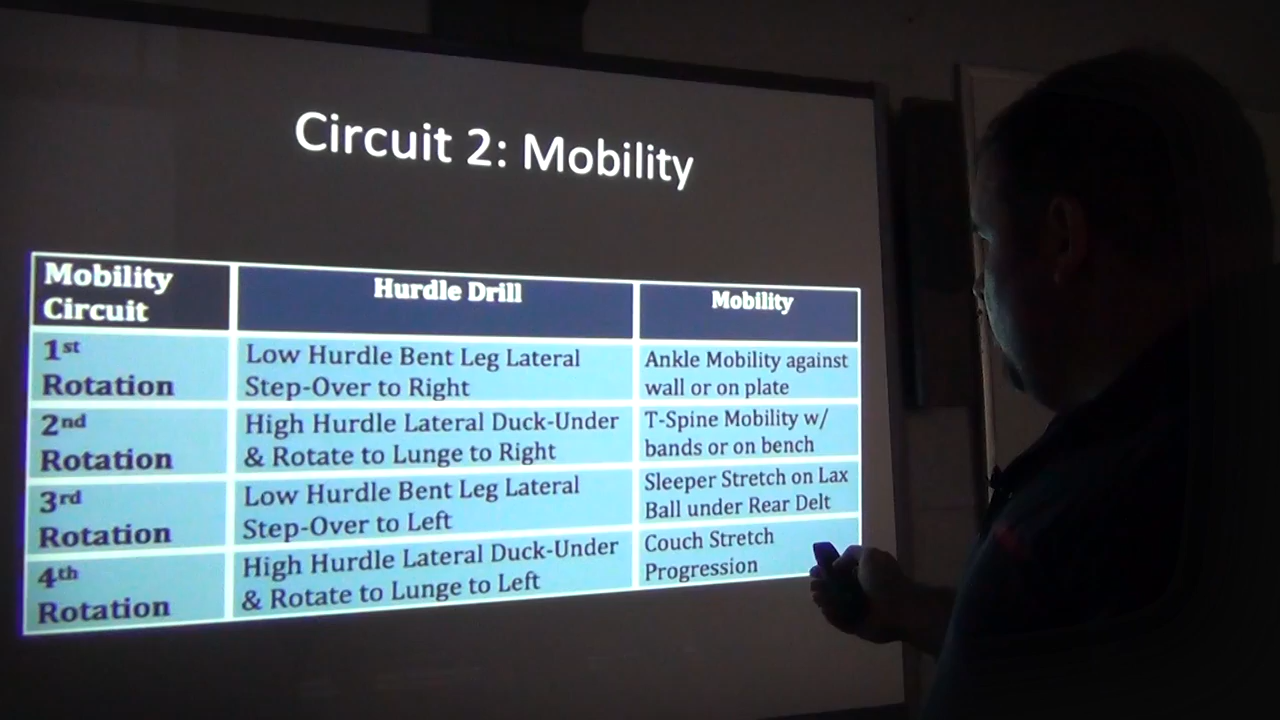 Circuit 2: Mobility
Mobility
Circuit
Hurdle Drill
Mobility
1st
Rotation
Low Hurdle Bent Leg Lateral
Step-Over to Right
Ankle Mobility against
wall or on plate
2nd
Rotation
High Hurdle Lateral Duck-Under
& Rotate to Lunge to Right
T-Spine Mobility w/
bands or on bench
3rd
Rotation
Low Hurdle Bent Leg Lateral
Step-Over to Left
Sleeper Stretch on Lax
Ball under Rear Delt
4th
Rotation
High Hurdle Lateral Duck-Under
& Rotate to Lunge to Left
Couch Stretch
Progression